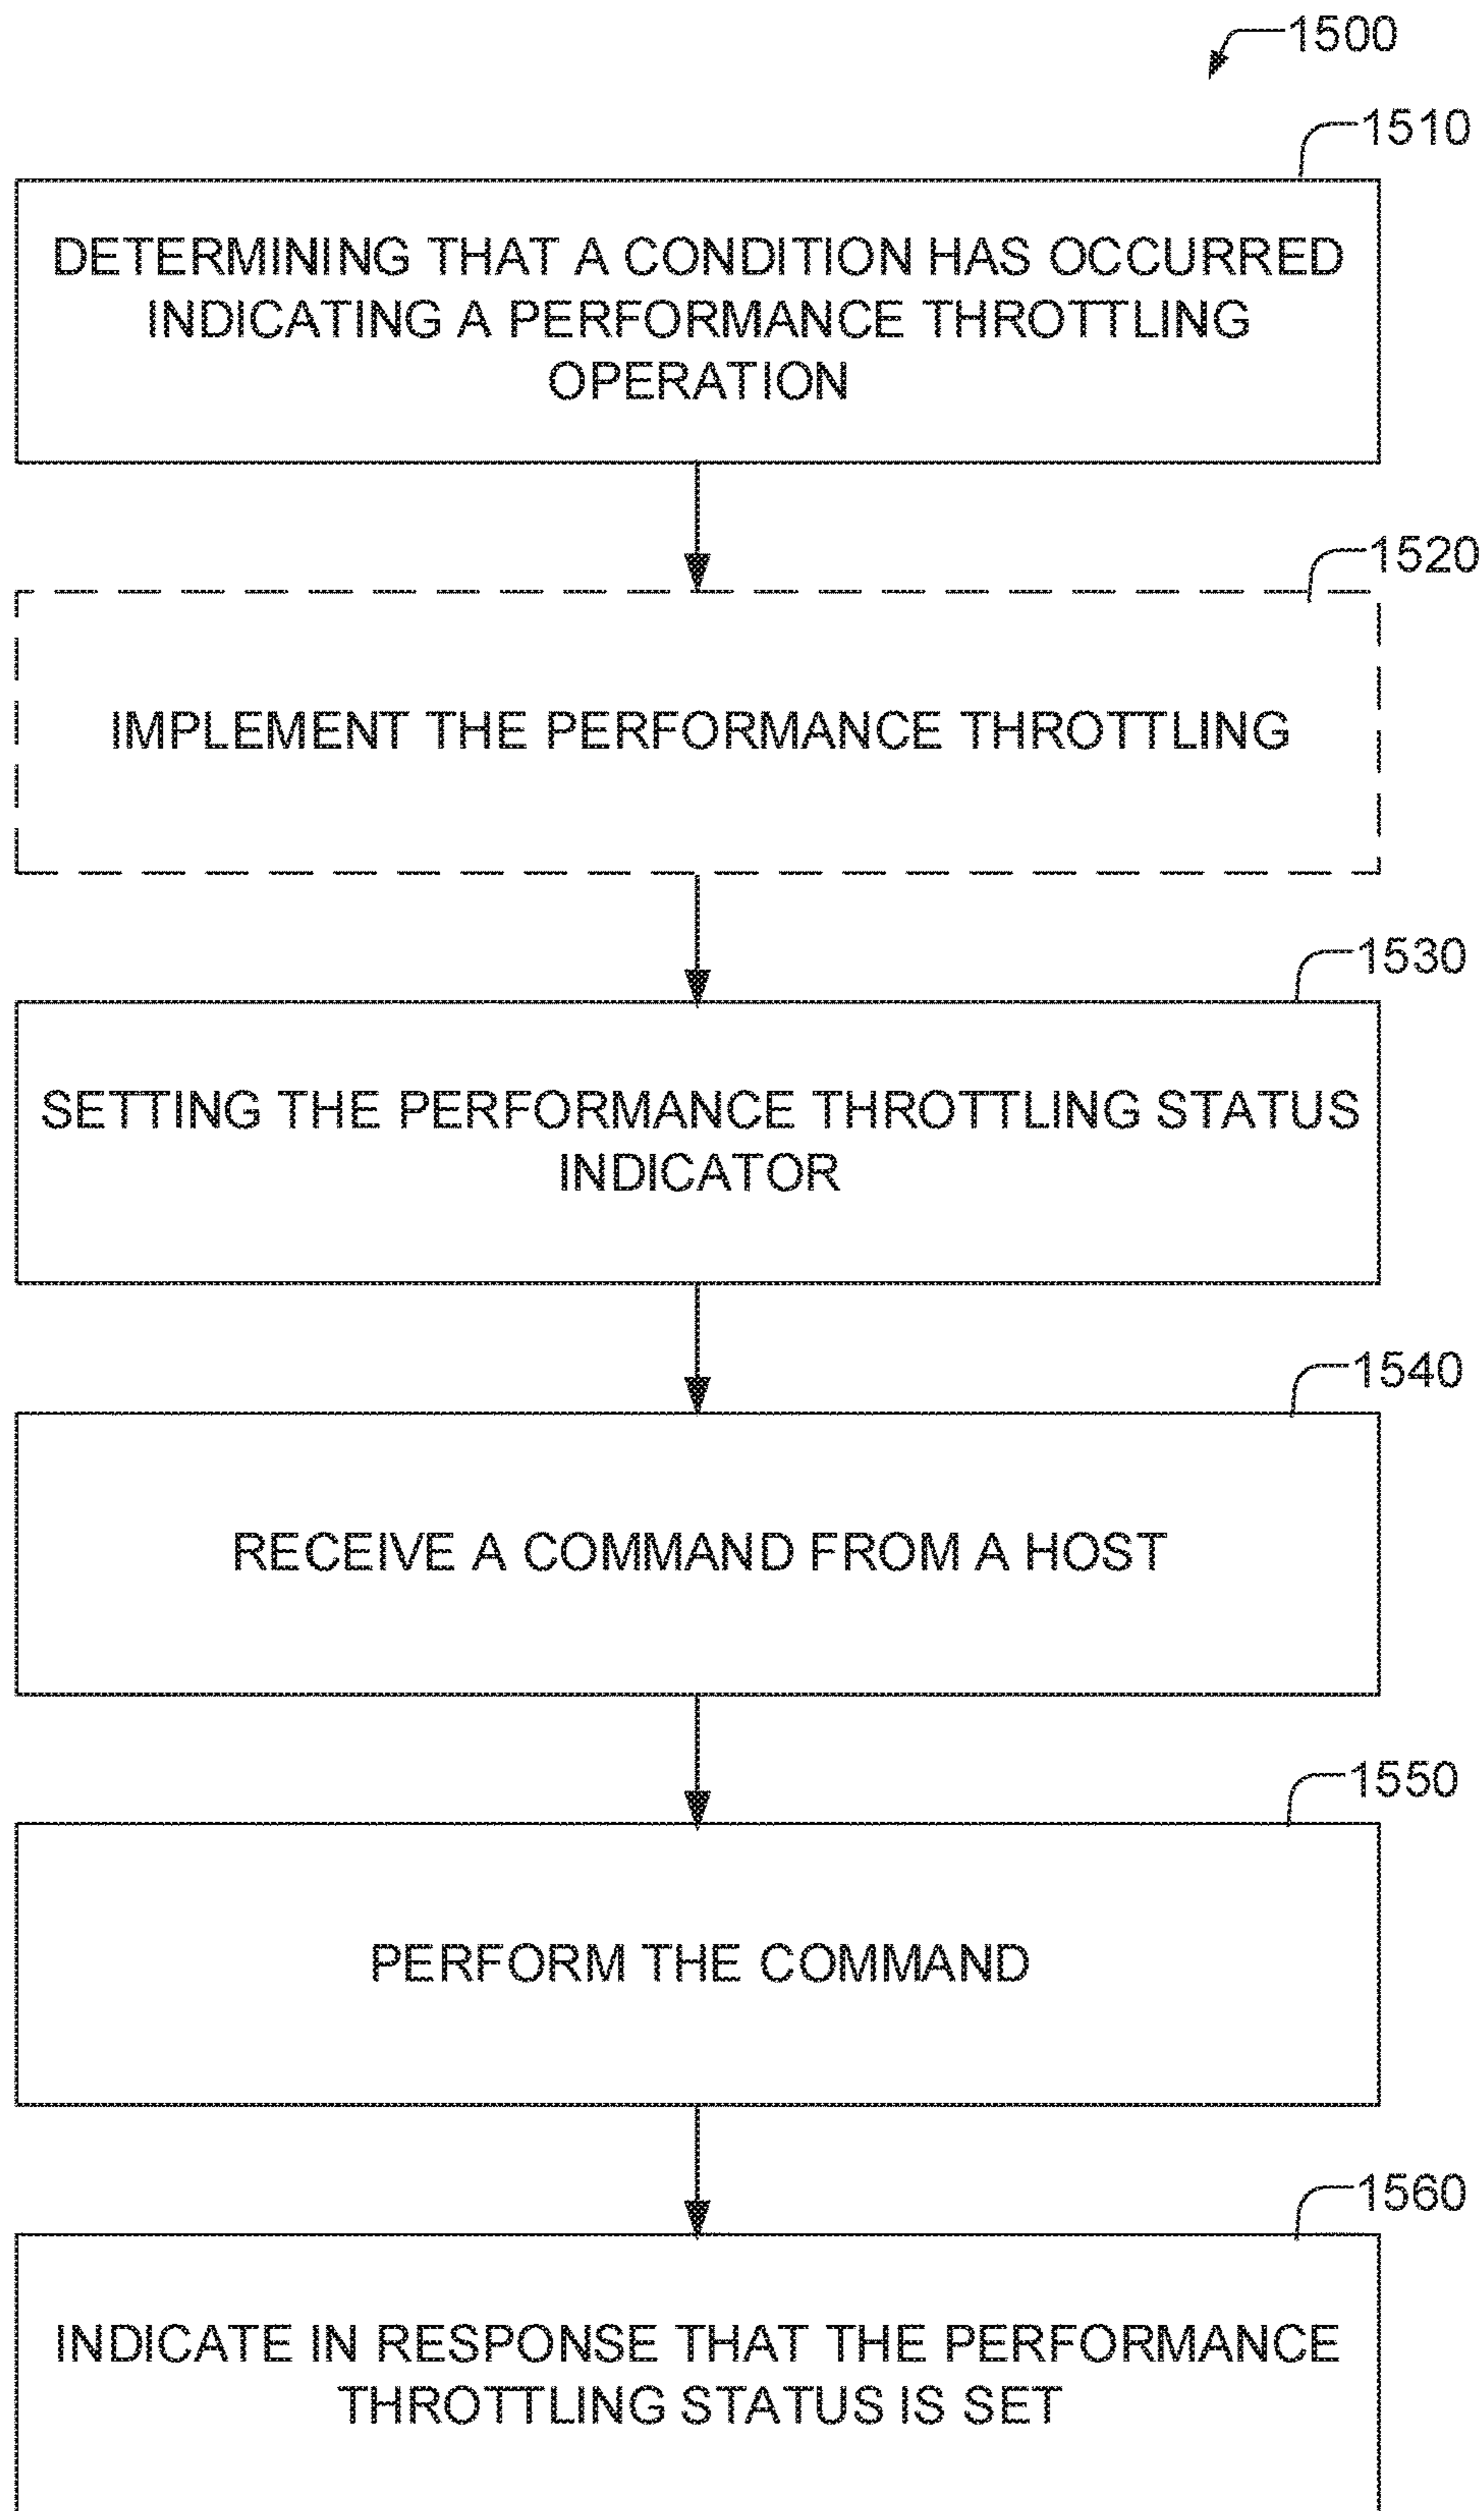 1500
1510
DETERMINING THAT A CONDITION HAS OCCURRED
INDICATING A PERFORMANCE THROTTLING
OPERATION
1520
IMPLEMENT THE PERFORMANCE THROTTLING
1530
SETTING THE PERFORMANCE THROTTLING STATUS
INDICATOR
1540
RECEIVE A COMMAND FROM A HOST
1550
PERFORM THE COMMAND
1560
INDICATE IN RESPONSE THAT THE PERFORMANCE
THROTTLING STATUS IS SET